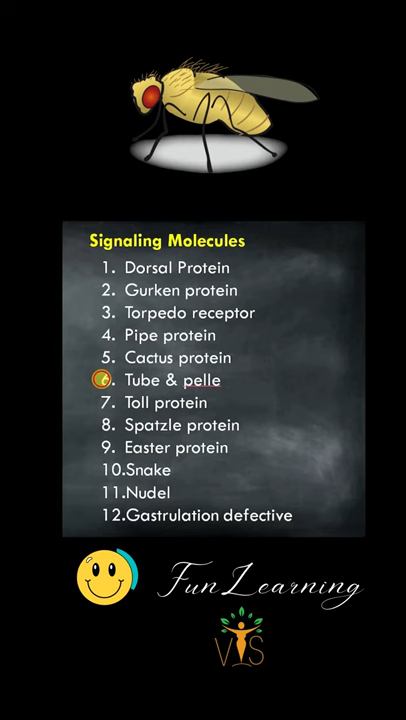 Signaling Molecules
1. Dorsal Protein
2. Gurken protein
3. Torpedo receptor
4. Pipe protein
5. Cactus protein
6. Tube & pelle
7. Toll protein
8. Spatzle protein
9. Easter protein
10.Snake
11.Nudel
12.Gastrulation defective
Fun Learning
VIS